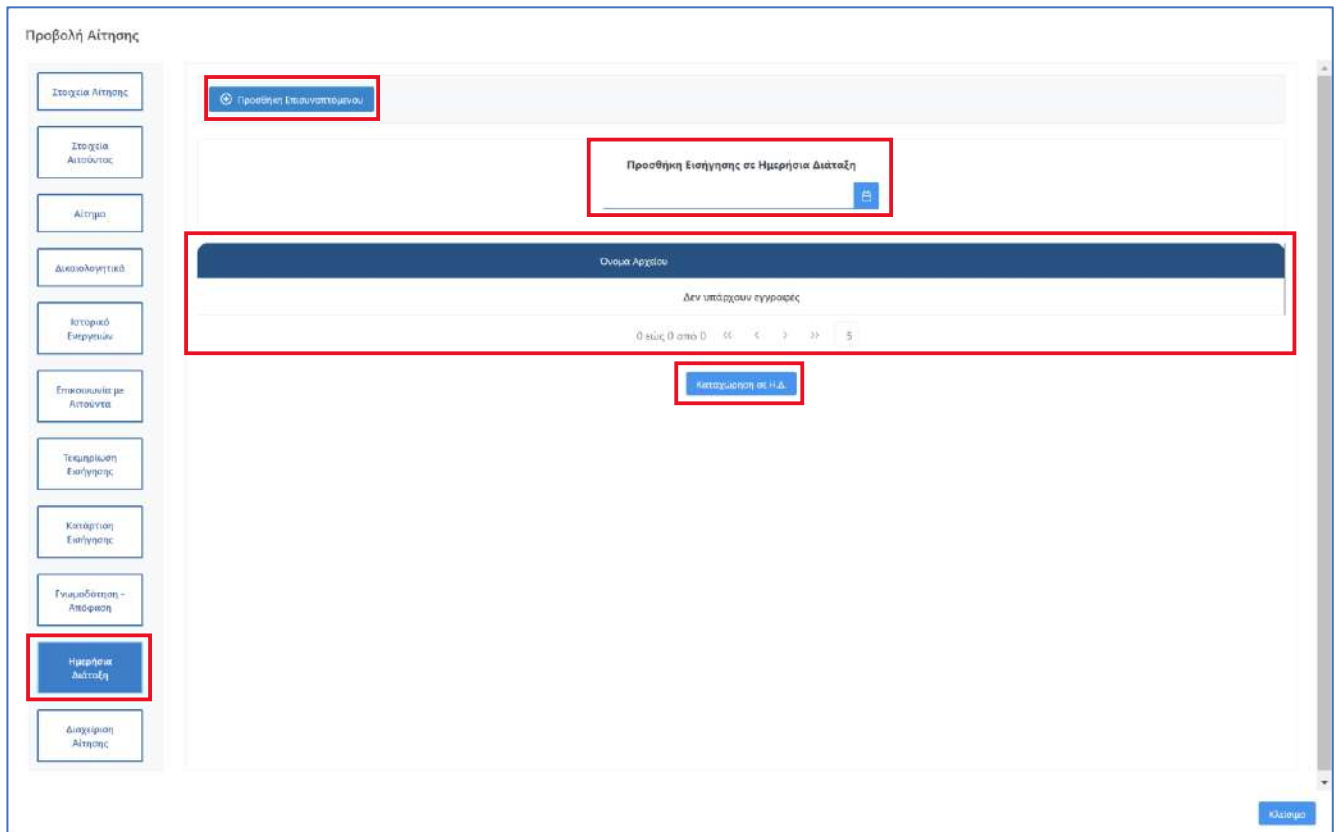 Προβολή Αίτησης
Στοιχεία Αίτησης
Στοιχεία
Αιτούντος
Αίτημα
Δικαιολογητικά
Ιστορικό
Ενεργειών
Επικοινωνία με
Αιτούντα
Τεκμηρίωση
Εισήγησης
Κατάρτιση
Εισήγησης
Γνωμοδότηση -
Απόφαση
Ημερήσια
Διάταξη
Διαχείριση
Αίτησης
Προσθήκη Επισυναπτόμενου
Προσθήκη Εισήγησης σε Ημερήσια Διάταξη
Όνομα Αρχείου
Δεν υπάρχουν εγγραφές
0 εώς 0 από 0 << < > >> 5
Καταχώρηση σε Η.Δ.
Κλείσιμο